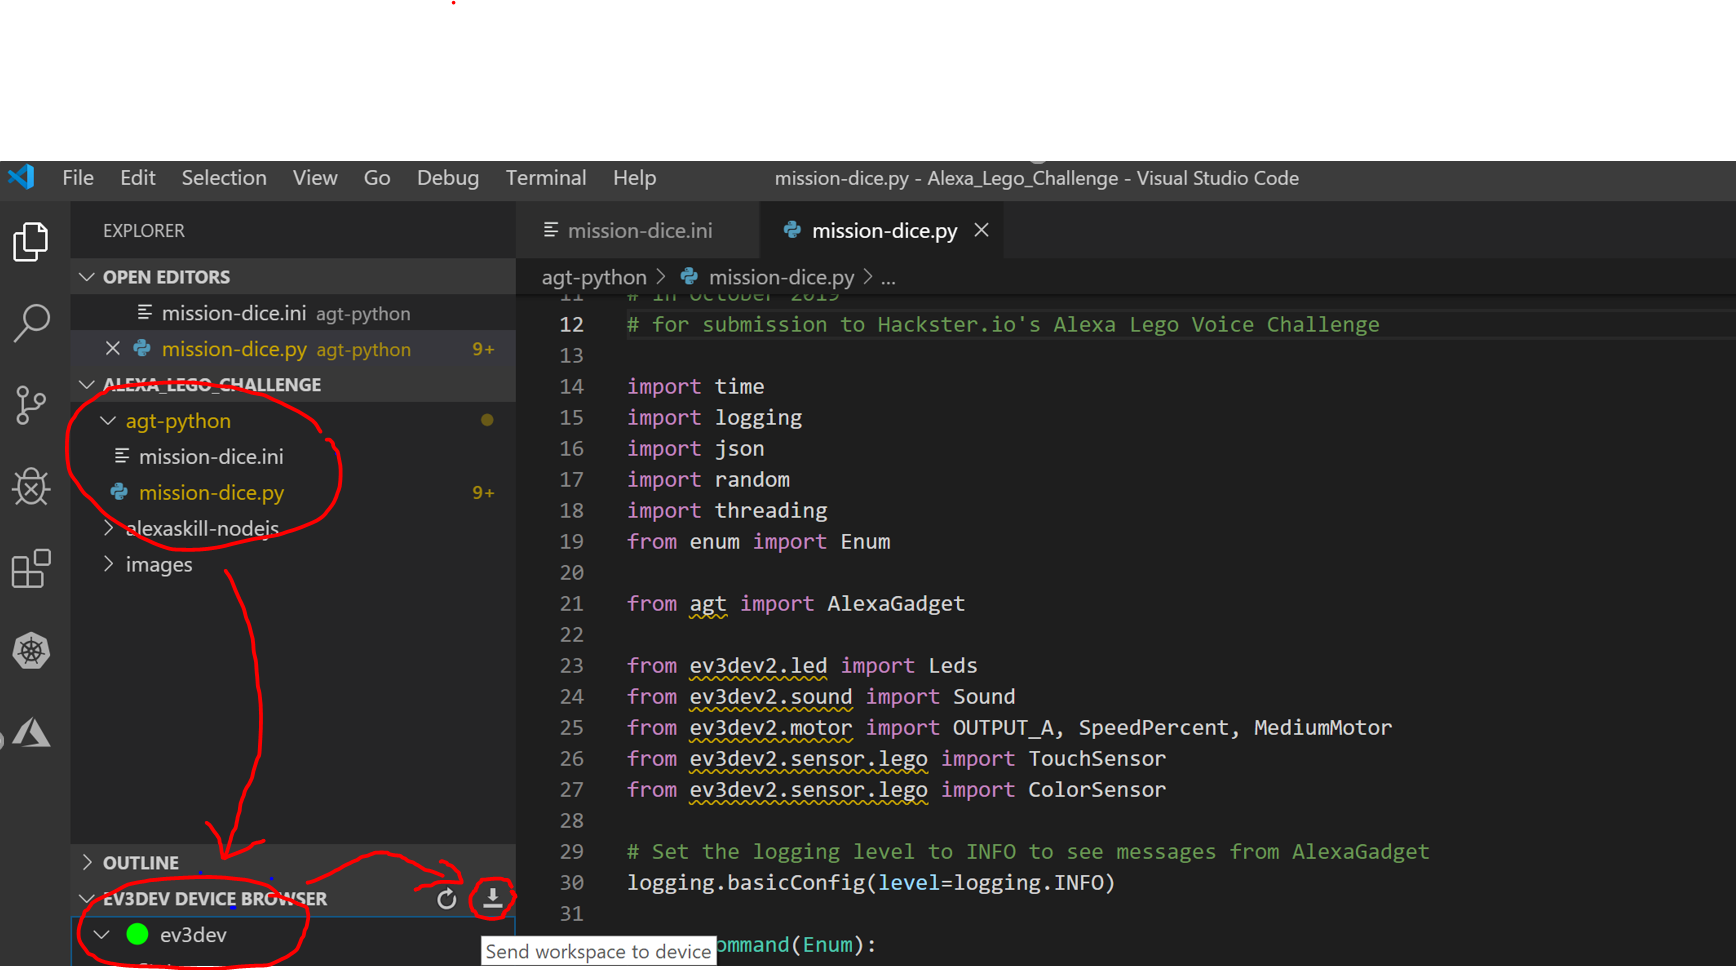 File Edit Selection View Go Debug Terminal Help mission-dice.py - Alexa_Lego_Challenge - Visual Studio Code
EXPLORER
OPEN EDITORS
mission-dice.ini agt-python
mission-dice.py agt-python 9+
ALEXA_LEGO_CHALLENGE
agt-python
mission-dice.ini
mission-dice.py 9+
alexaskill-nodejs
images
OUTLINE
EV3DEV DEVICE BROWSER
ev3dev
Send workspace to device
mission-dice.ini mission-dice.py
agt-python > mission-dice.py > ...
11 # in October 2019
12 # for submission to Hackster.io's Alexa Lego Voice Challenge
13
14 import time
15 import logging
16 import json
17 import random
18 import threading
19 from enum import Enum
20
21 from agt import AlexaGadget
22
23 from ev3dev2.led import Leds
24 from ev3dev2.sound import Sound
25 from ev3dev2.motor import OUTPUT_A, SpeedPercent, MediumMotor
26 from ev3dev2.sensor.lego import TouchSensor
27 from ev3dev2.sensor.lego import ColorSensor
28
29 # Set the logging level to INFO to see messages from AlexaGadget
30 logging.basicConfig(level=logging.INFO)
31
ommand(Enum):